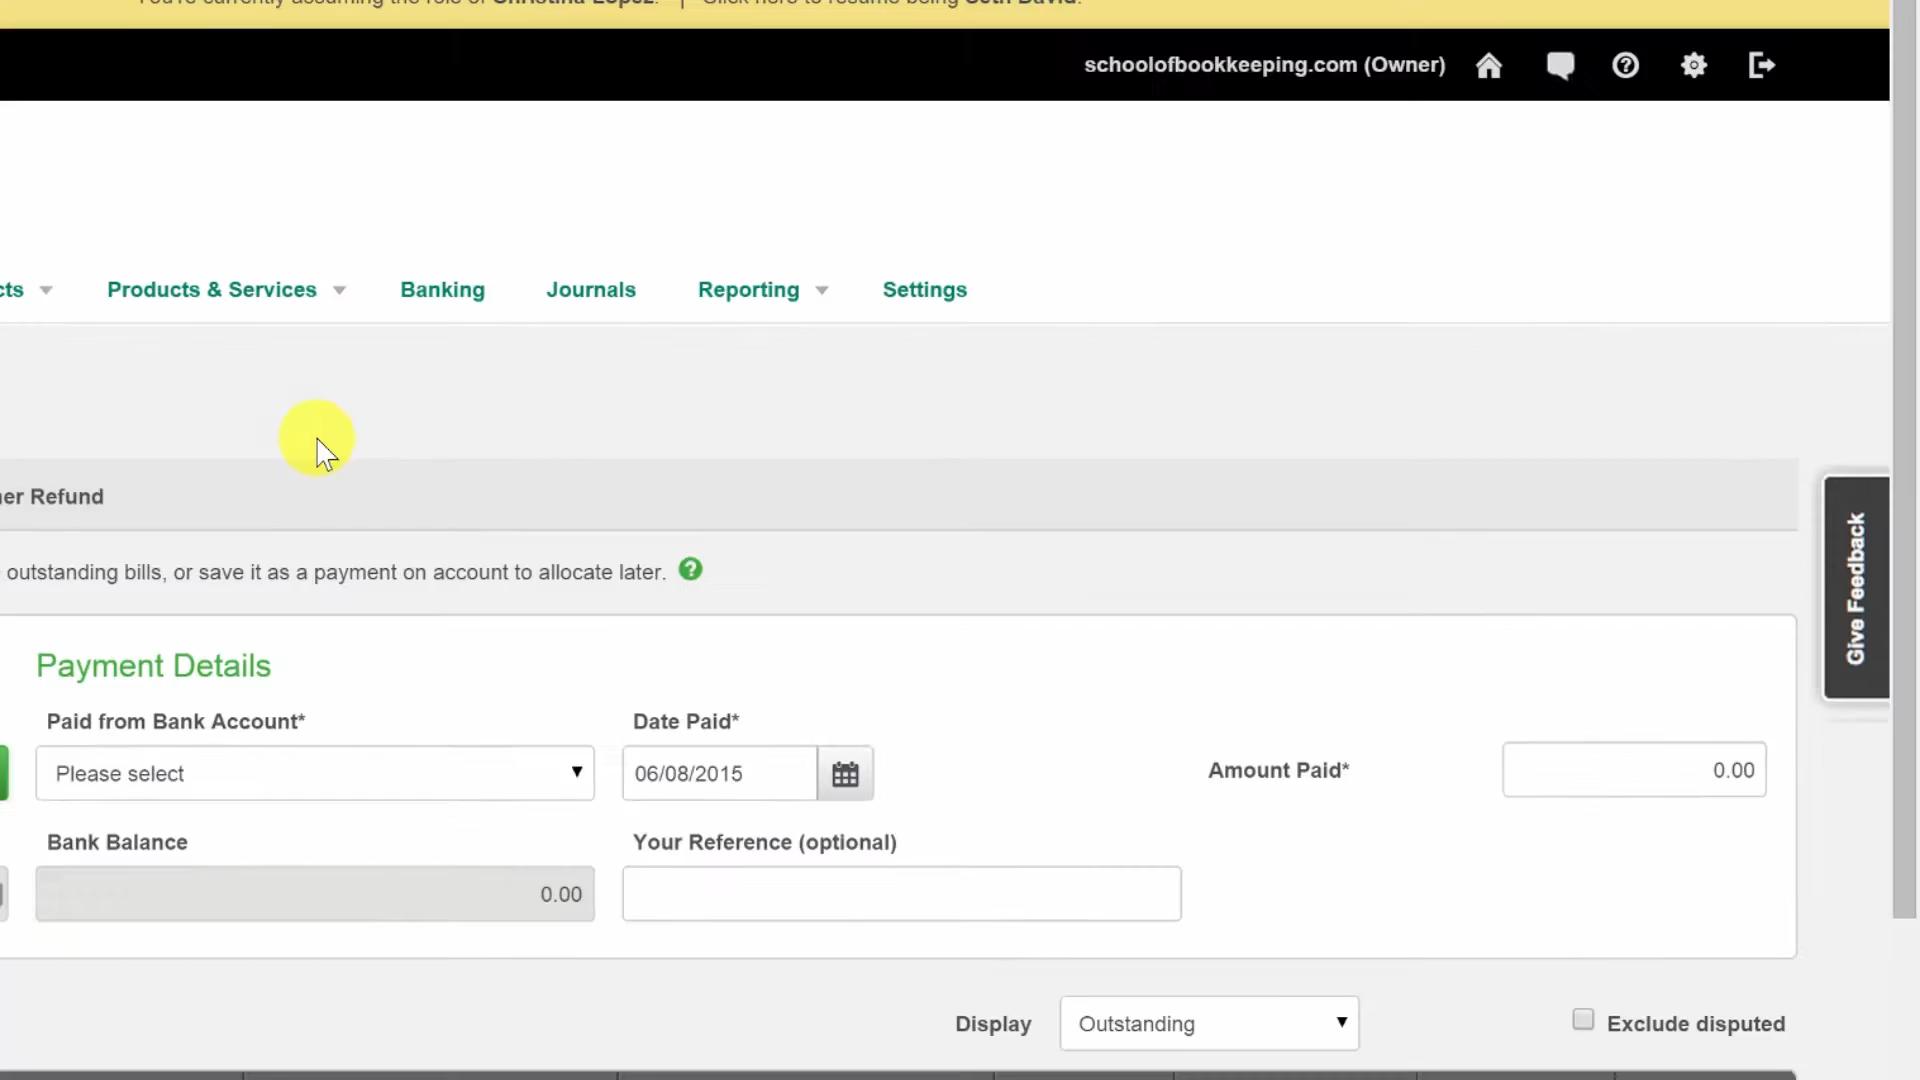 You're currently assuming the role of Christina Lopez. | Click here to resume being Seth David.
schoolofbookkeeping.com (Owner)
cts Products & Services Banking Journals Reporting Settings
er Refund
outstanding bills, or save it as a payment on account to allocate later. ?
Give Feedback
Payment Details
Paid from Bank Account* Date Paid*
Please select 06/08/2015 Amount Paid* 0.00
Bank Balance Your Reference (optional)
0.00
Display Outstanding Exclude disputed